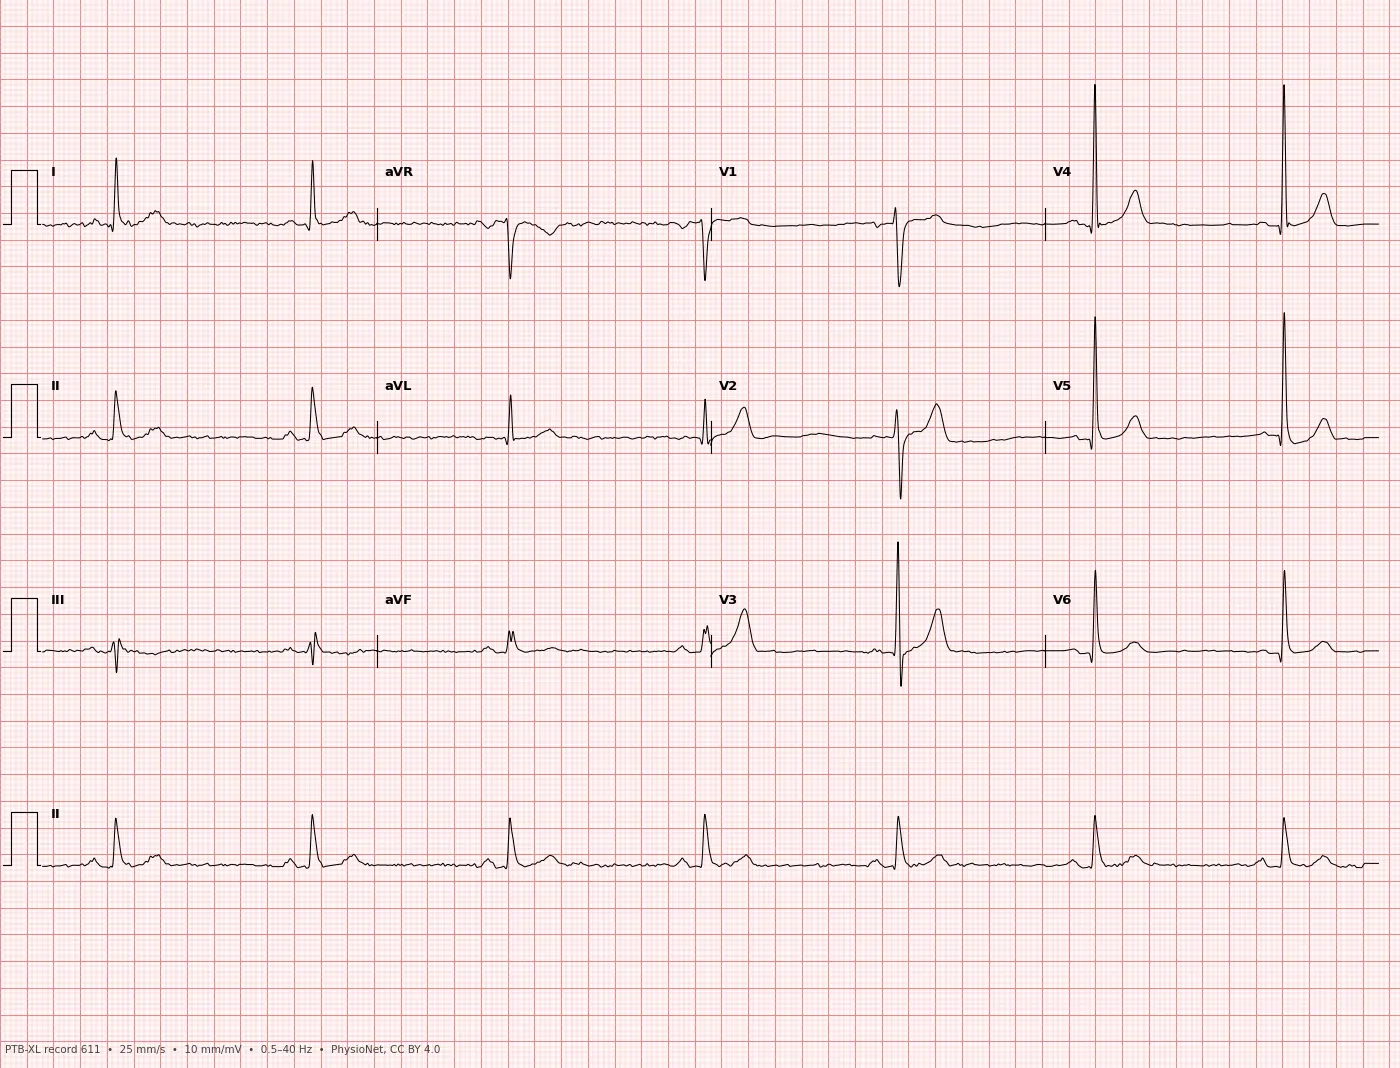 I aVR V1 V4
II aVL V2 V5
III aVF V3 V6
II
PTB-XL record 611 • 25 mm/s • 10 mm/mV • 0.5–40 Hz • PhysioNet, CC BY 4.0